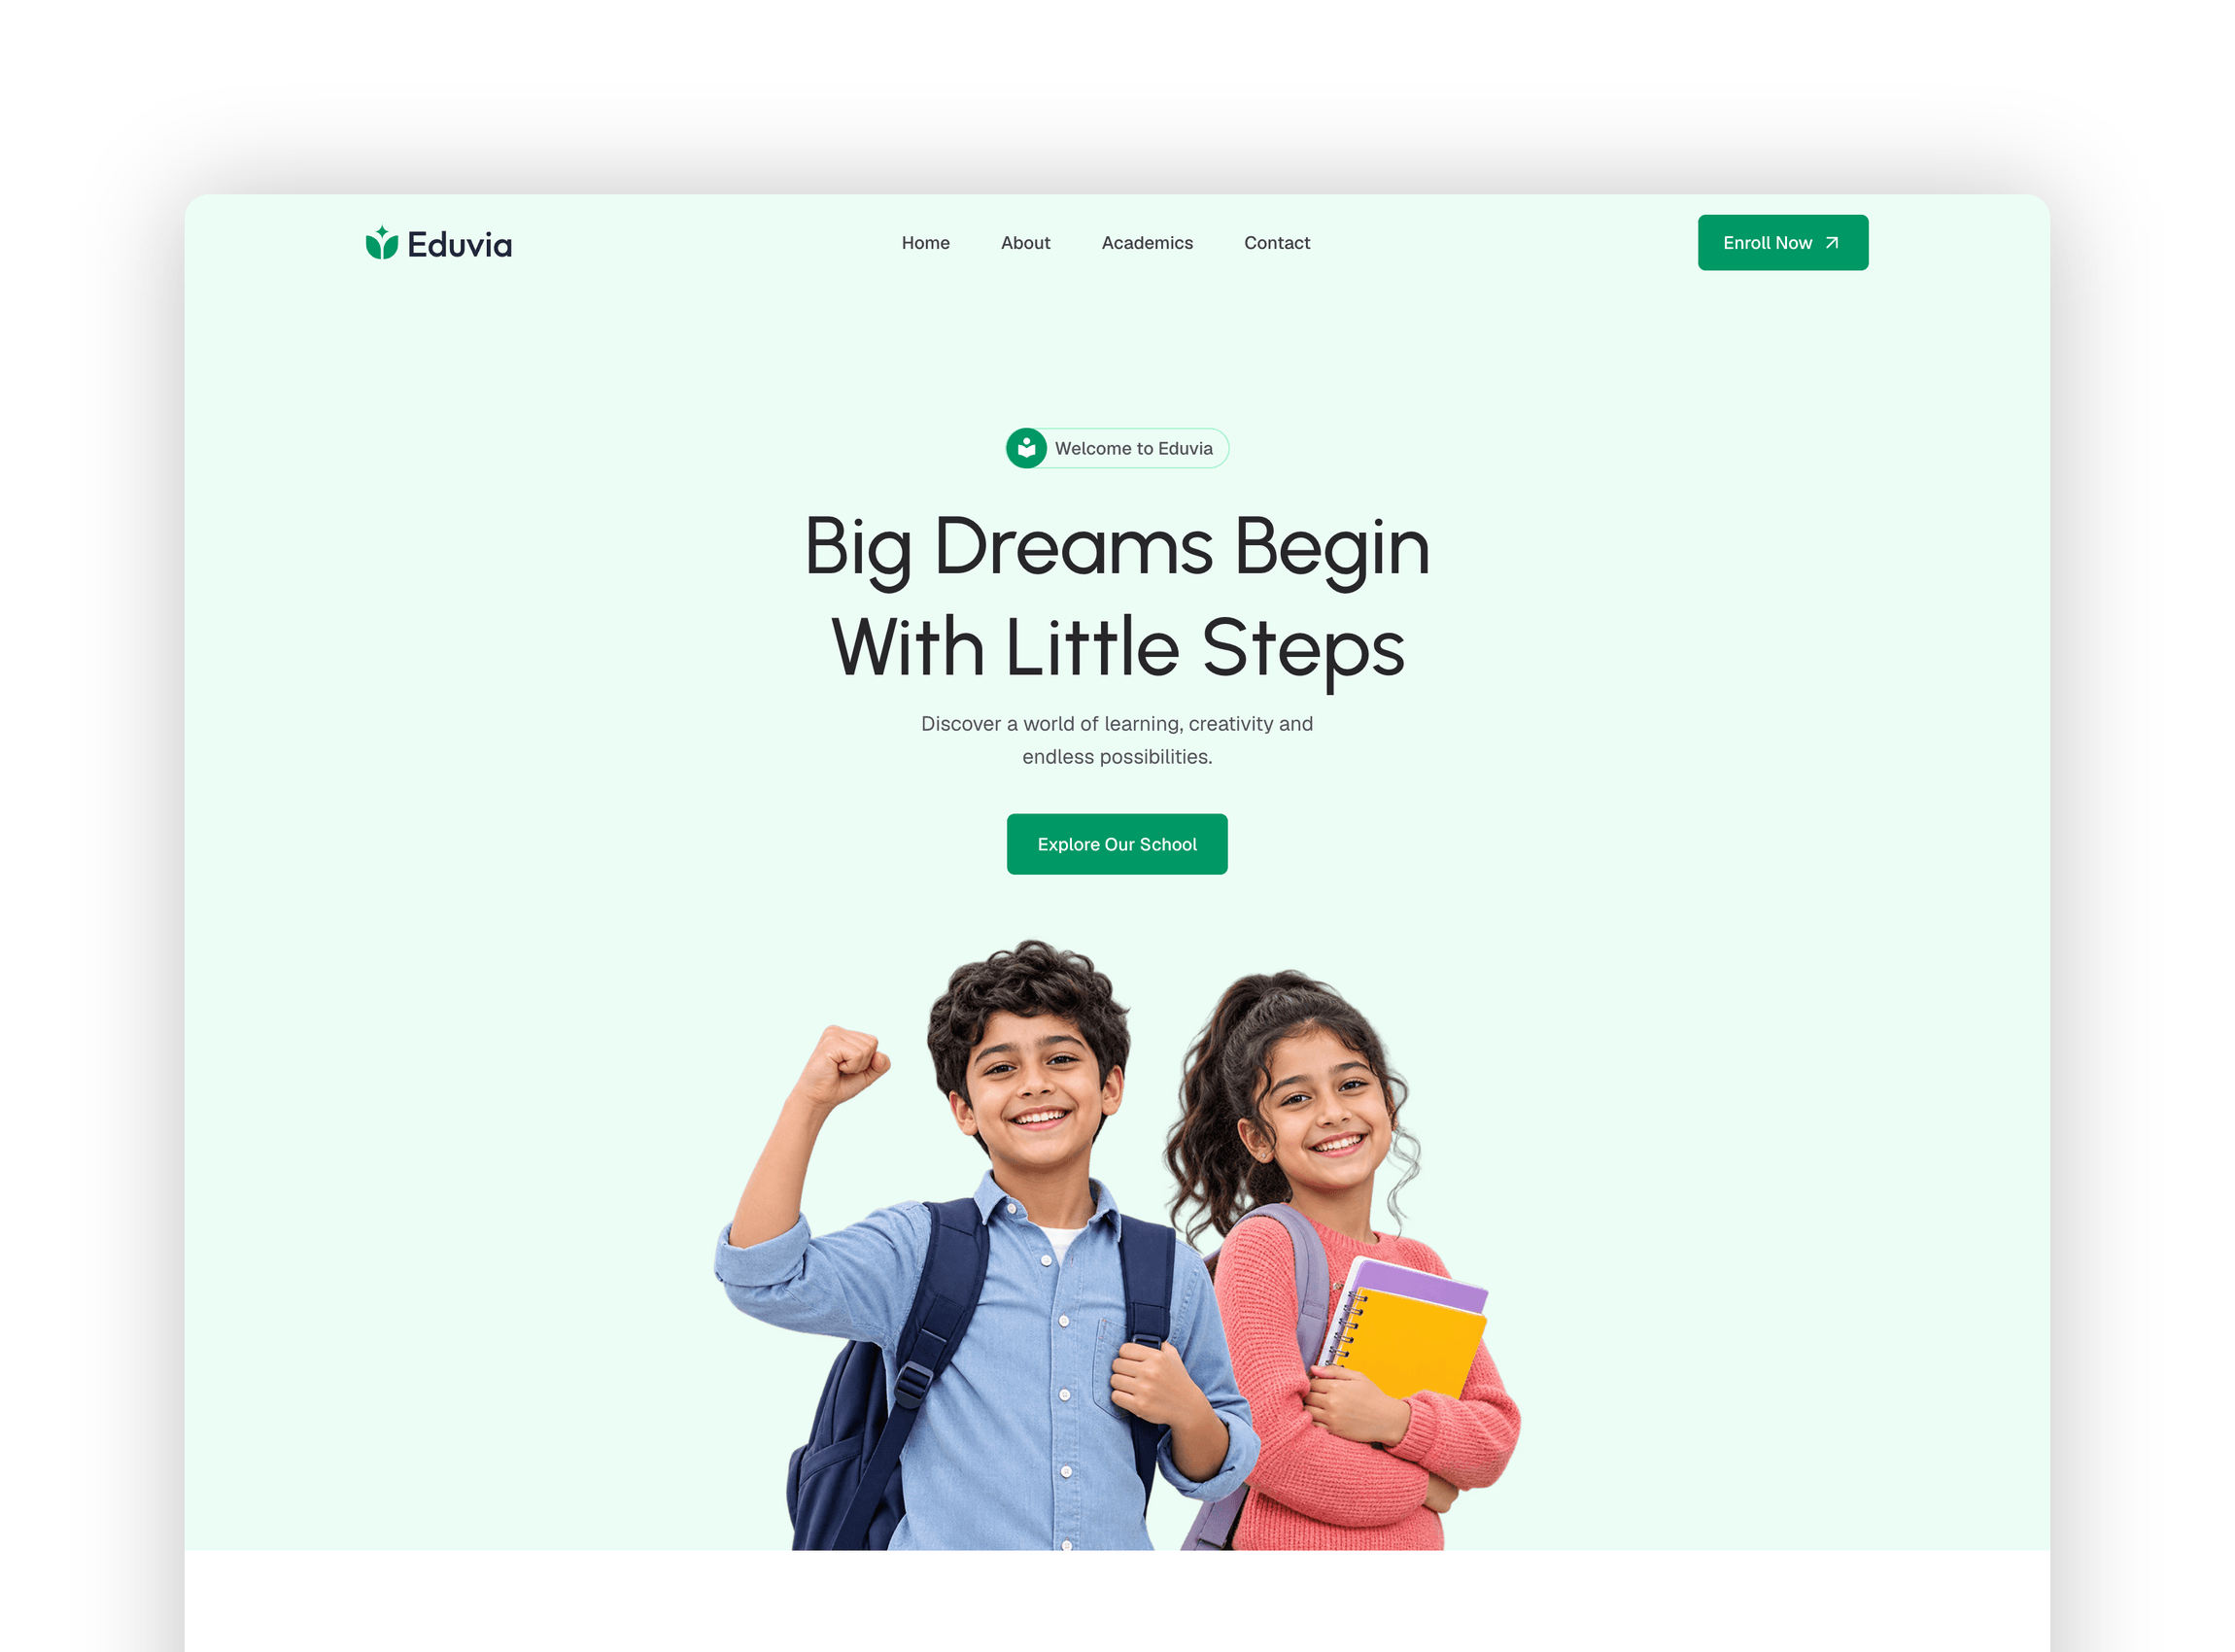 Eduvia
Home
About
Academics
Contact
Enroll Now
Welcome to Eduvia
Big Dreams Begin
With Little Steps
Discover a world of learning, creativity and
endless possibilities.
Explore Our School